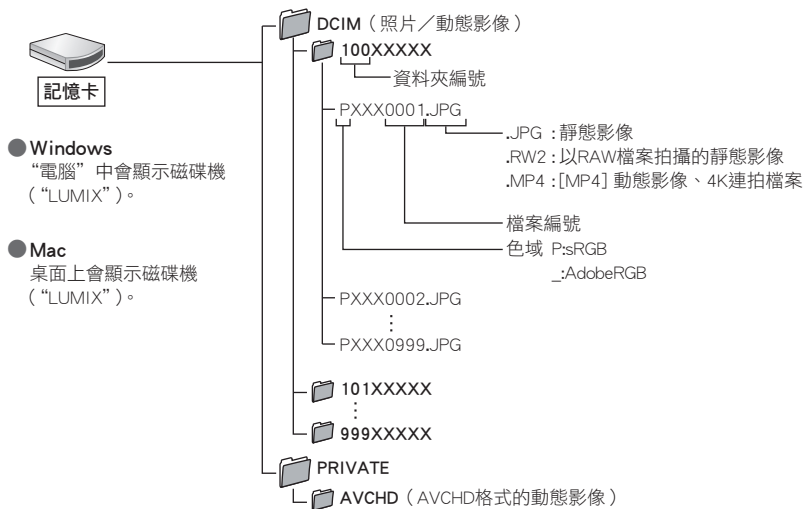 DCIM（照片／動態影像）
100XXXXX
資料夾編號
記憶卡
PXXX0001.JPG
.JPG：靜態影像
.RW2：以RAW檔案拍攝的靜態影像
.MP4：[MP4] 動態影像、4K連拍檔案
檔案編號
色域 P:sRGB
_:AdobeRGB
●Windows
“電腦”中會顯示磁碟機
(“LUMIX”)。
●Mac
桌面上會顯示磁碟機
(“LUMIX”)。
PXXX0002.JPG
⋮
PXXX0999.JPG
101XXXXX
⋮
999XXXXX
PRIVATE
AVCHD（AVCHD格式的動態影像）